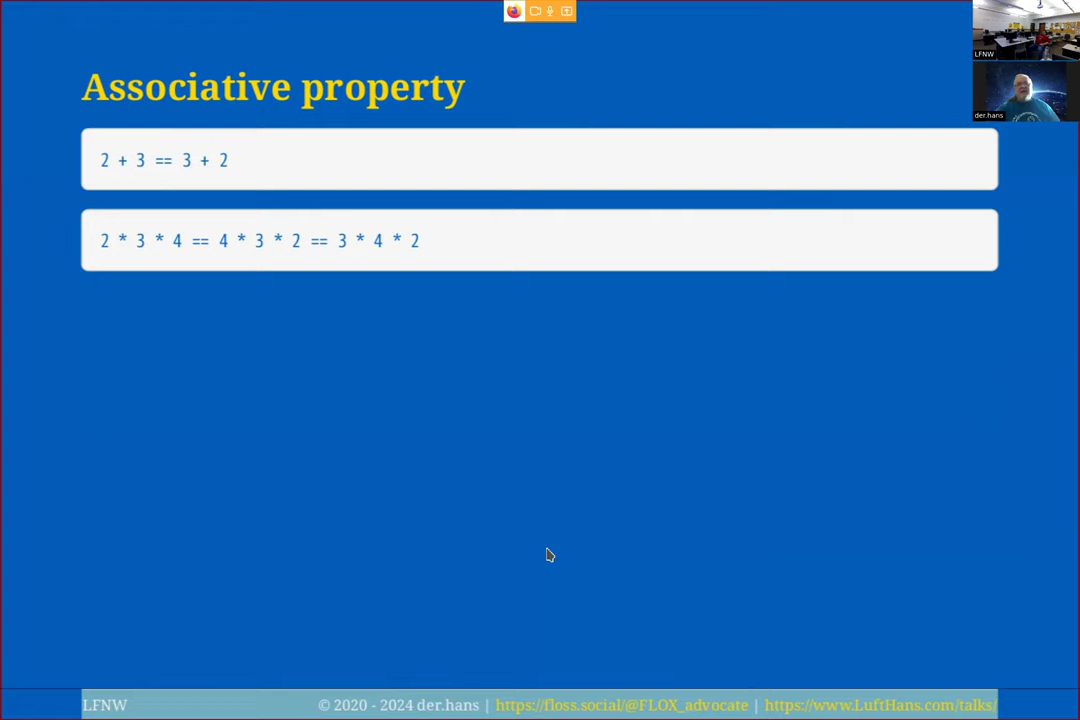 LFNW
der.hans
Associative property
2 + 3 == 3 + 2
2 * 3 * 4 == 4 * 3 * 2 == 3 * 4 * 2
LFNW © 2020 - 2024 der.hans | https://floss.social/@FLOX_advocate | https://www.LuftHans.com/talks/